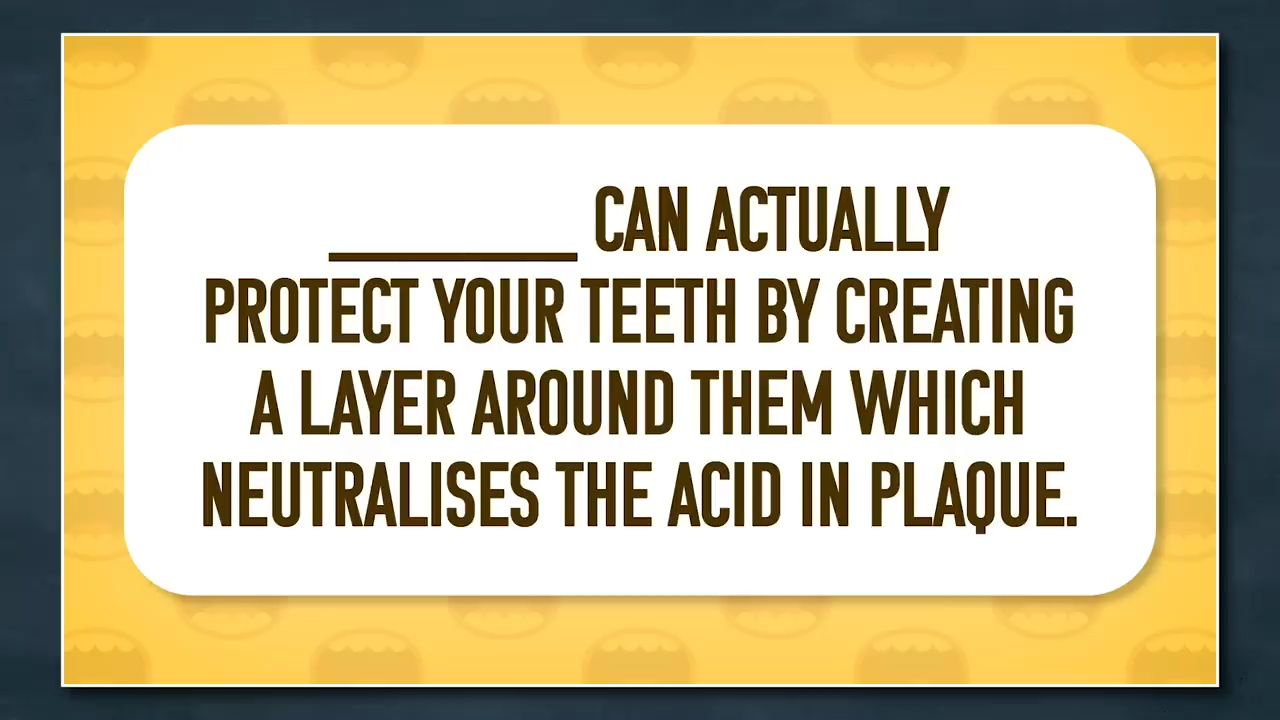 ________ CAN ACTUALLY
PROTECT YOUR TEETH BY CREATING
A LAYER AROUND THEM WHICH
NEUTRALISES THE ACID IN PLAQUE.